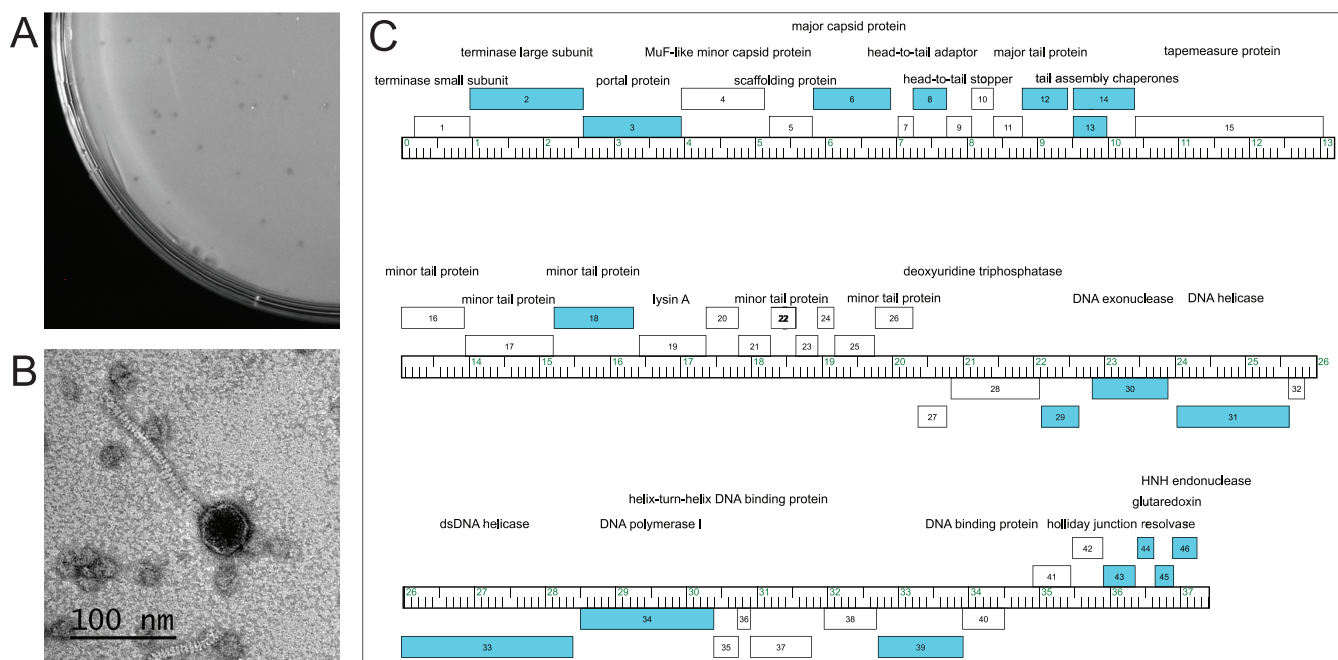 A
B
100 nm
C
major capsid protein
terminase large subunit MuF-like minor capsid protein head-to-tail adaptor major tail protein tapemeasure protein
terminase small subunit portal protein scaffolding protein head-to-tail stopper tail assembly chaperones
2 4 6 8 10 12 14
1 3 5 7 9 11 13 15
0 1 2 3 4 5 6 7 8 9 10 11 12 13
minor tail protein minor tail protein deoxyuridine triphosphatase
minor tail protein lysin A minor tail protein minor tail protein DNA exonuclease DNA helicase
16 18 20 22 24 26
17 19 21 23 25
14 15 16 17 18 19 20 21 22 23 24 25 26
28 30 32
27 29 31
HNH endonuclease
helix-turn-helix DNA binding protein glutaredoxin
dsDNA helicase DNA polymerase I DNA binding protein holliday junction resolvase
42 44 46
41 43 45
26 27 28 29 30 31 32 33 34 35 36 37
34 36 38 40
33 35 37 39